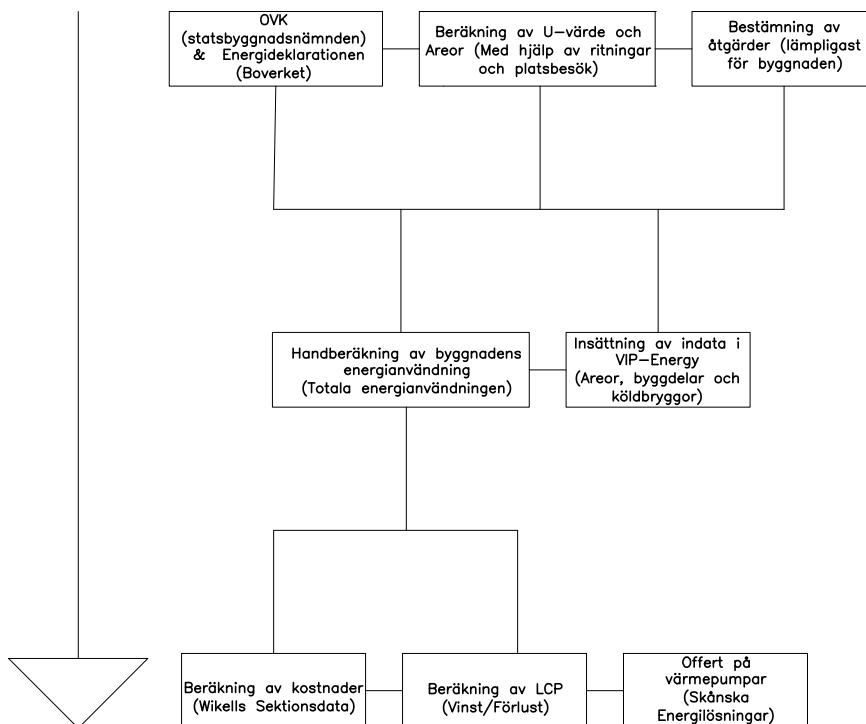 OVK
(statsbyggnadsnämnden)
& Energideklarationen
(Boverket)
Beräkning av U–värde och
Areor (Med hjälp av ritningar
och platsbesök)
Bestämning av
åtgärder (lämpligast
för byggnaden)
Handberäkning av byggnadens
energianvändning
(Totala energianvändningen)
Insättning av indata i
VIP–Energy
(Areor, byggdelar och
köldbryggor)
Beräkning av kostnader
(Wikells Sektionsdata)
Beräkning av LCP
(Vinst/Förlust)
Offert på
värmepumpar
(Skånska
Energilösningar)